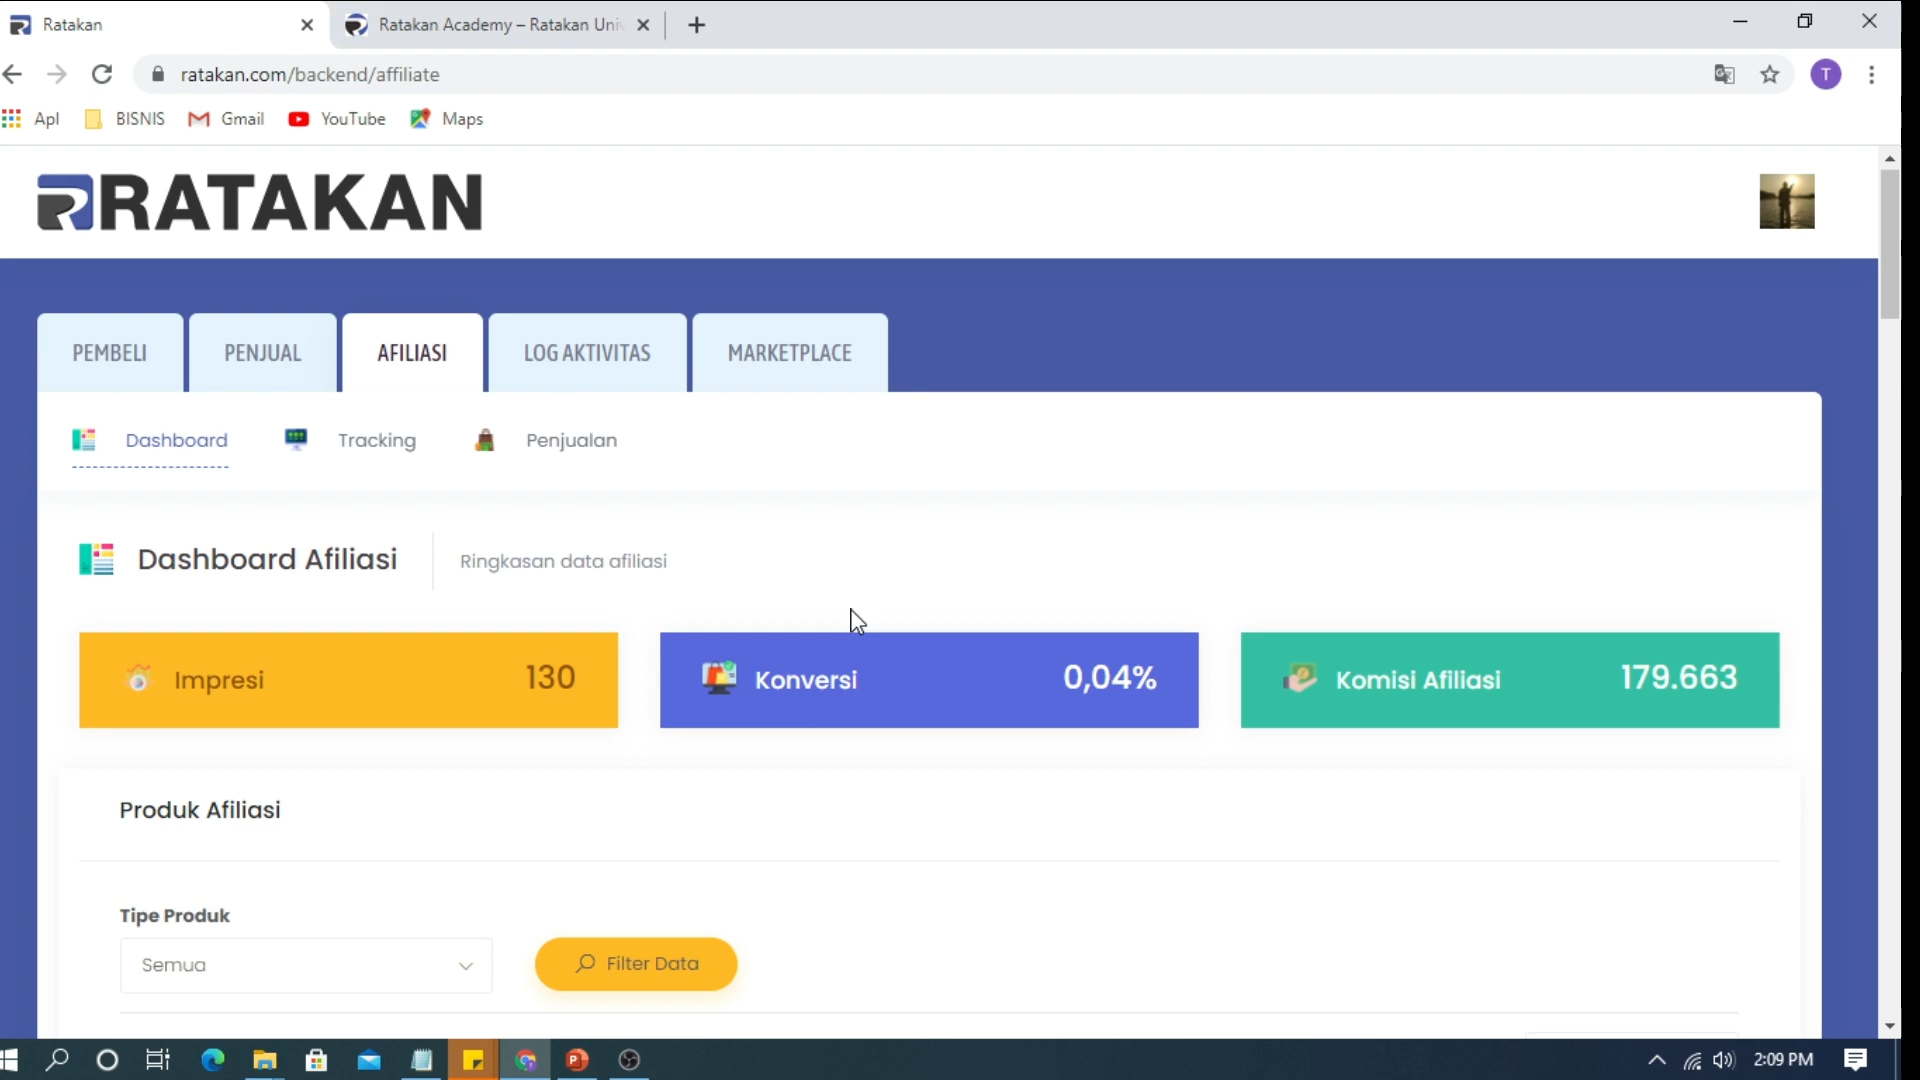 Ratakan
Ratakan Academy – Ratakan Uni
ratakan.com/backend/affiliate
T
Apl
BISNIS
Gmail
YouTube
Maps
RATAKAN
PEMBELI
PENJUAL
AFILIASI
LOG AKTIVITAS
MARKETPLACE
Dashboard
Tracking
Penjualan
Dashboard Afiliasi
Ringkasan data afiliasi
Impresi
130
Konversi
0,04%
Komisi Afiliasi
179.663
Produk Afiliasi
Tipe Produk
Semua
Filter Data
2:09 PM